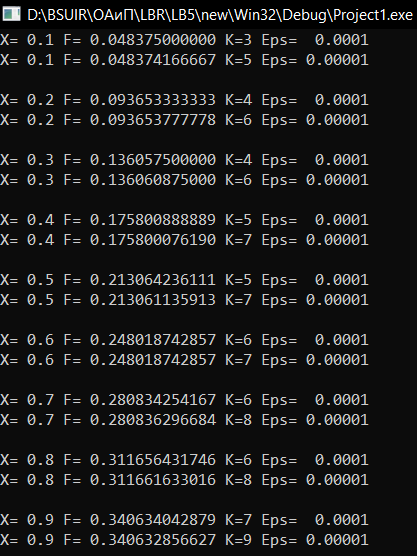 D:\BSUIR\ОАиП\LBR\LB5\new\Win32\Debug\Project1.exe
X= 0.1 F= 0.048375000000 K=3 Eps=  0.0001
X= 0.1 F= 0.048374166667 K=5 Eps= 0.00001
X= 0.2 F= 0.093653333333 K=4 Eps=  0.0001
X= 0.2 F= 0.093653777778 K=6 Eps= 0.00001
X= 0.3 F= 0.136057500000 K=4 Eps=  0.0001
X= 0.3 F= 0.136060875000 K=6 Eps= 0.00001
X= 0.4 F= 0.175800888889 K=5 Eps=  0.0001
X= 0.4 F= 0.175800076190 K=7 Eps= 0.00001
X= 0.5 F= 0.213064236111 K=5 Eps=  0.0001
X= 0.5 F= 0.213061135913 K=7 Eps= 0.00001
X= 0.6 F= 0.248018742857 K=6 Eps=  0.0001
X= 0.6 F= 0.248018742857 K=7 Eps= 0.00001
X= 0.7 F= 0.280834254167 K=6 Eps=  0.0001
X= 0.7 F= 0.280836296684 K=8 Eps= 0.00001
X= 0.8 F= 0.311656431746 K=6 Eps=  0.0001
X= 0.8 F= 0.311661633016 K=8 Eps= 0.00001
X= 0.9 F= 0.340634042879 K=7 Eps=  0.0001
X= 0.9 F= 0.340632856627 K=9 Eps= 0.00001